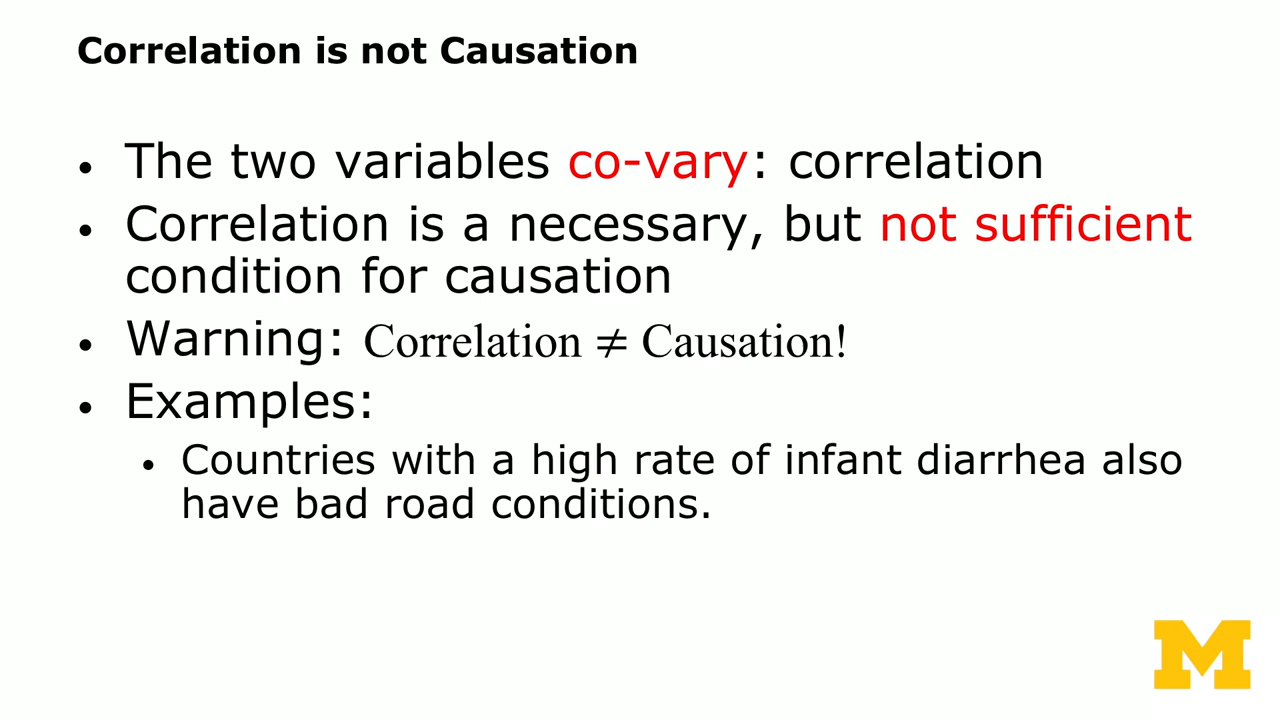 Correlation is not Causation
• The two variables co-vary: correlation
• Correlation is a necessary, but not sufficient
condition for causation
• Warning: Correlation ≠ Causation!
• Examples:
• Countries with a high rate of infant diarrhea also
have bad road conditions.
M